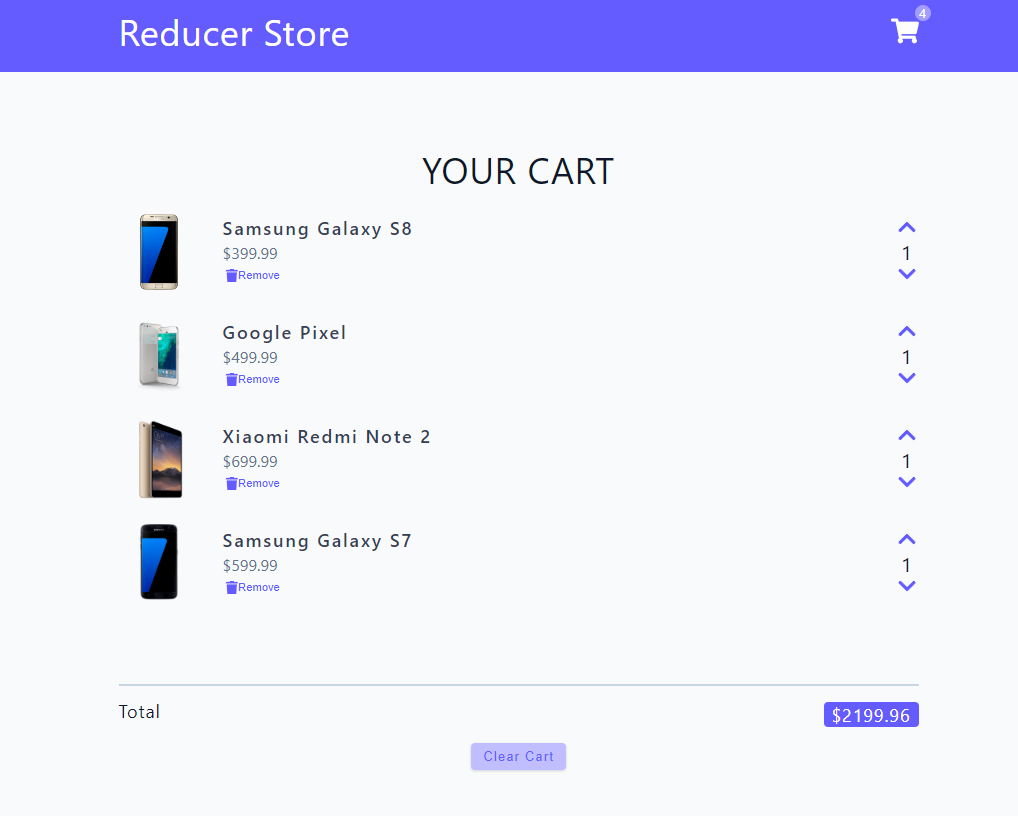 Reducer Store
4
YOUR CART
Samsung Galaxy S8
$399.99
Remove
1
Google Pixel
$499.99
Remove
1
Xiaomi Redmi Note 2
$699.99
Remove
1
Samsung Galaxy S7
$599.99
Remove
1
Total
$2199.96
Clear Cart